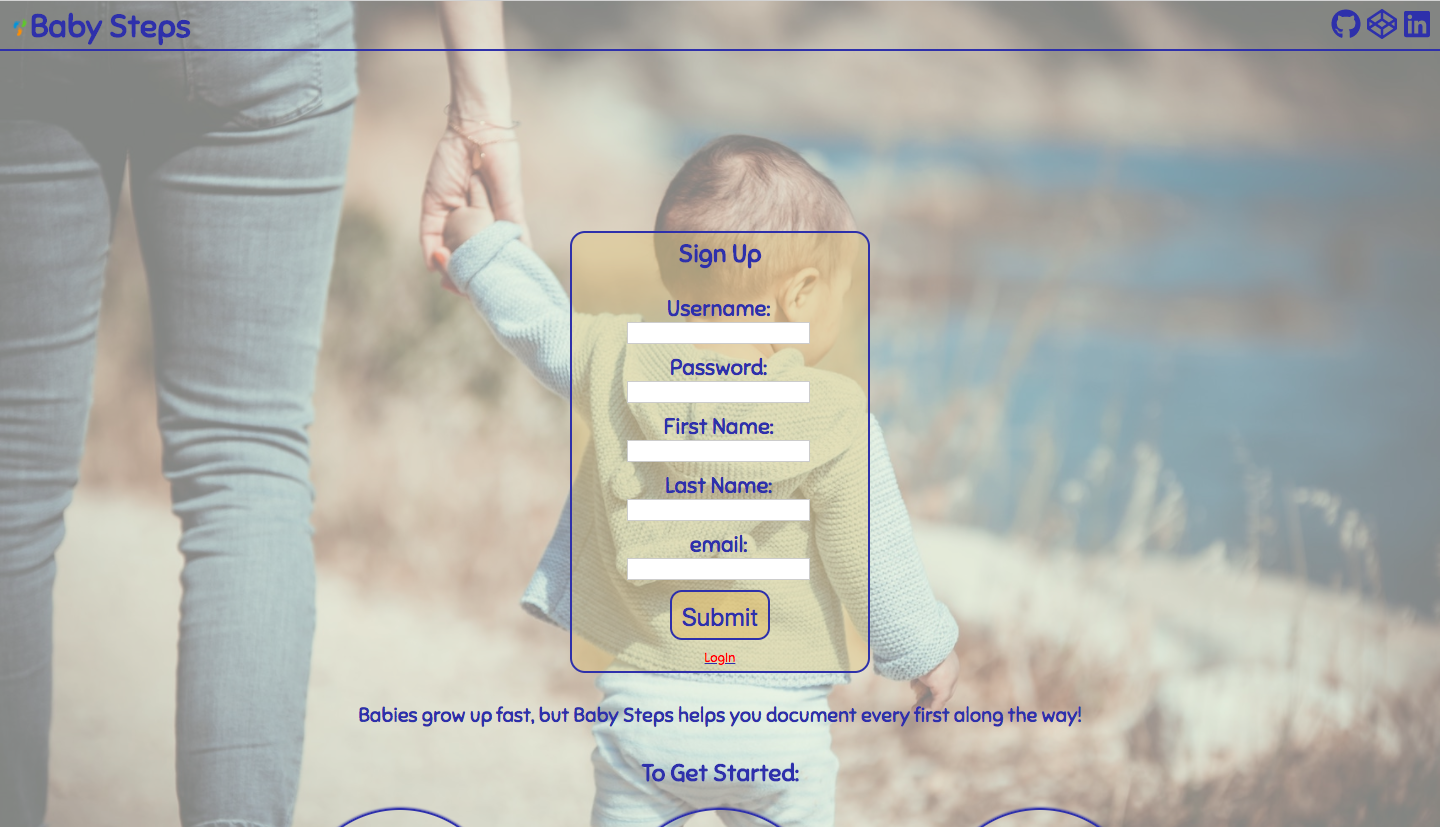 Baby Steps
in
Sign Up
Username:
Password:
First Name:
Last Name:
email:
Submit
LogIn
Babies grow up fast, but Baby Steps helps you document every first along the way!
To Get Started: